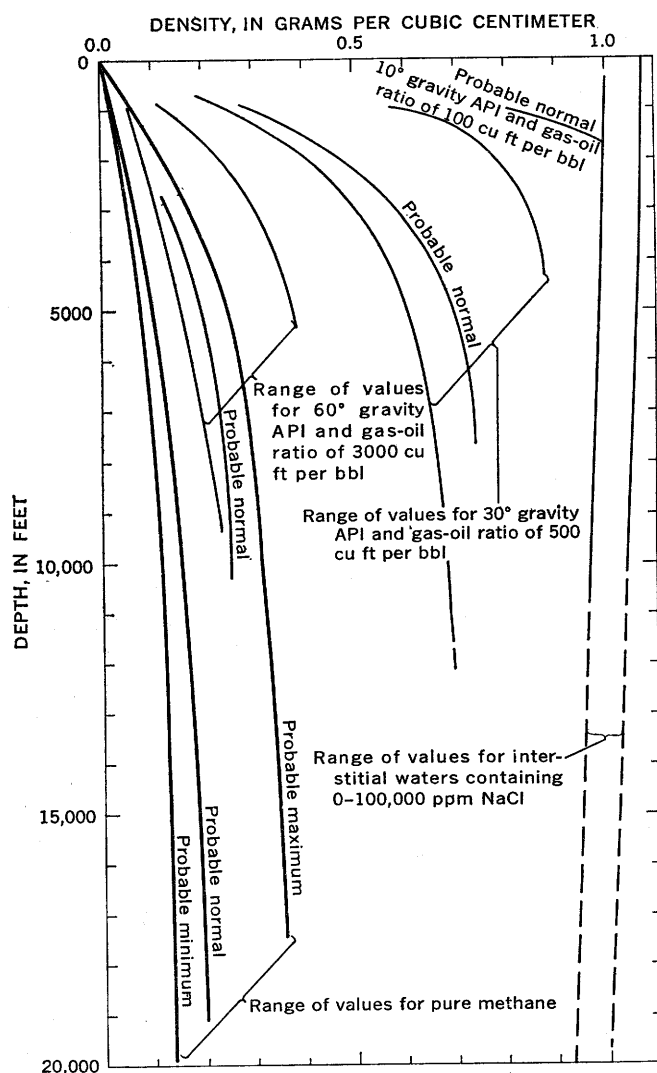 DENSITY, IN GRAMS PER CUBIC CENTIMETER
0.0
0.5
1.0
0
5000
10,000
15,000
20.000
DEPTH, IN FEET
Probable normal
10° gravity API and gas-oil
ratio of 100 cu ft per bbl
Probable normal
Range of values
for 60° gravity
API and gas-oil
ratio of 3000 cu
ft per bbl
Probable normal
Range of values for 30° gravity
API and gas-oil ratio of 500
cu ft per bbl
Probable maximum
Range of values for inter-
stitial waters containing
0-100,000 ppm NaCl
Probable normal
Probable minimum
Range of values for pure methane